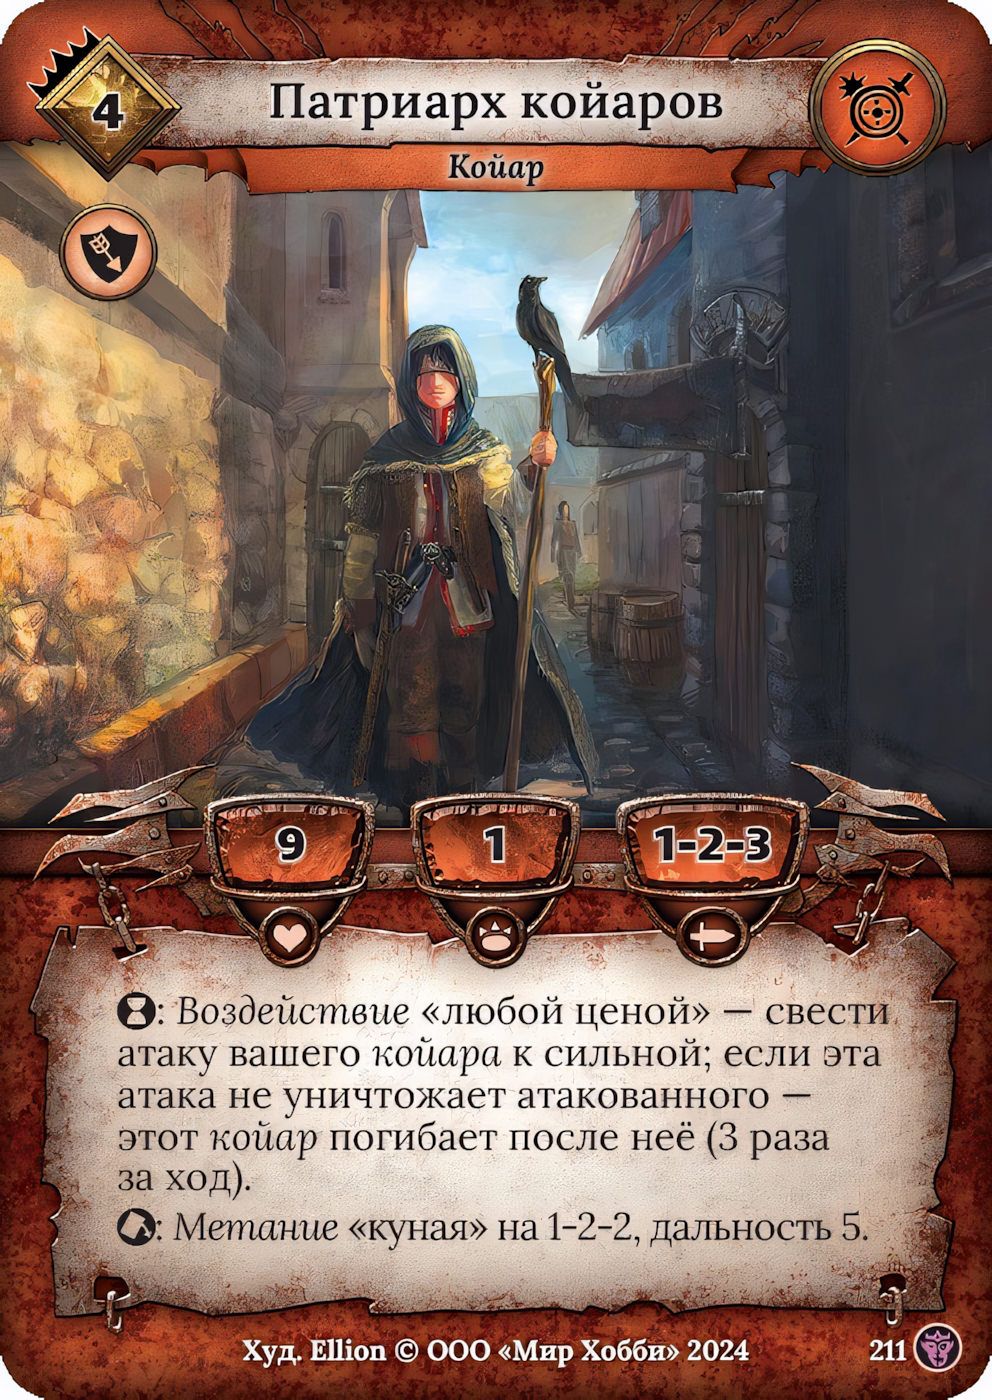 4
Патриарх койаров
Койар
9
1
1-2-3
: Воздействие «любой ценой» — свести
атаку вашего койара к сильной; если эта
атака не уничтожает атакованного —
этот койар погибает после неё (3 раза
за ход).
: Метание «куная» на 1-2-2, дальность 5.
Худ. Ellion © ООО «Мир Хобби» 2024
211